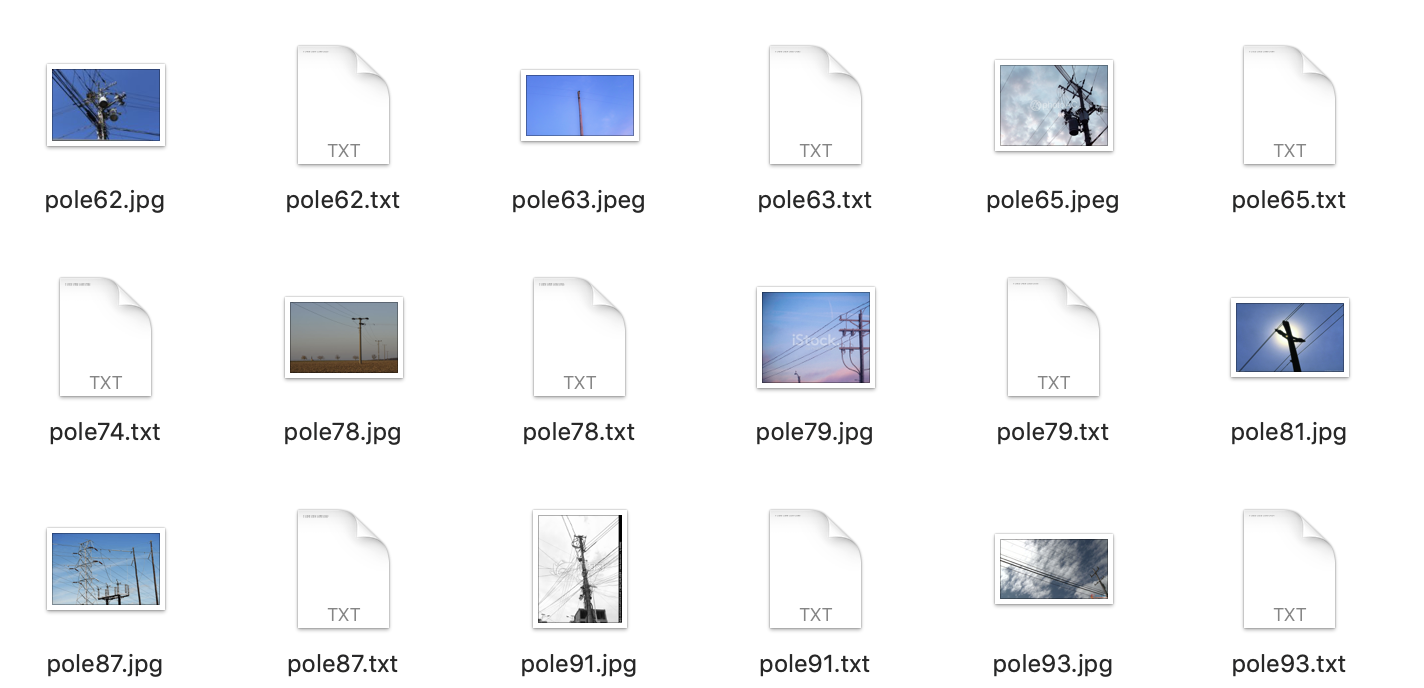 TXT
TXT
TXT
pole62.jpg
pole62.txt
pole63.jpeg
pole63.txt
pole65.jpeg
pole65.txt
iStock
TXT
TXT
TXT
pole74.txt
pole78.jpg
pole78.txt
pole79.jpg
pole79.txt
pole81.jpg
TXT
TXT
TXT
pole87.jpg
pole87.txt
pole91.jpg
pole91.txt
pole93.jpg
pole93.txt